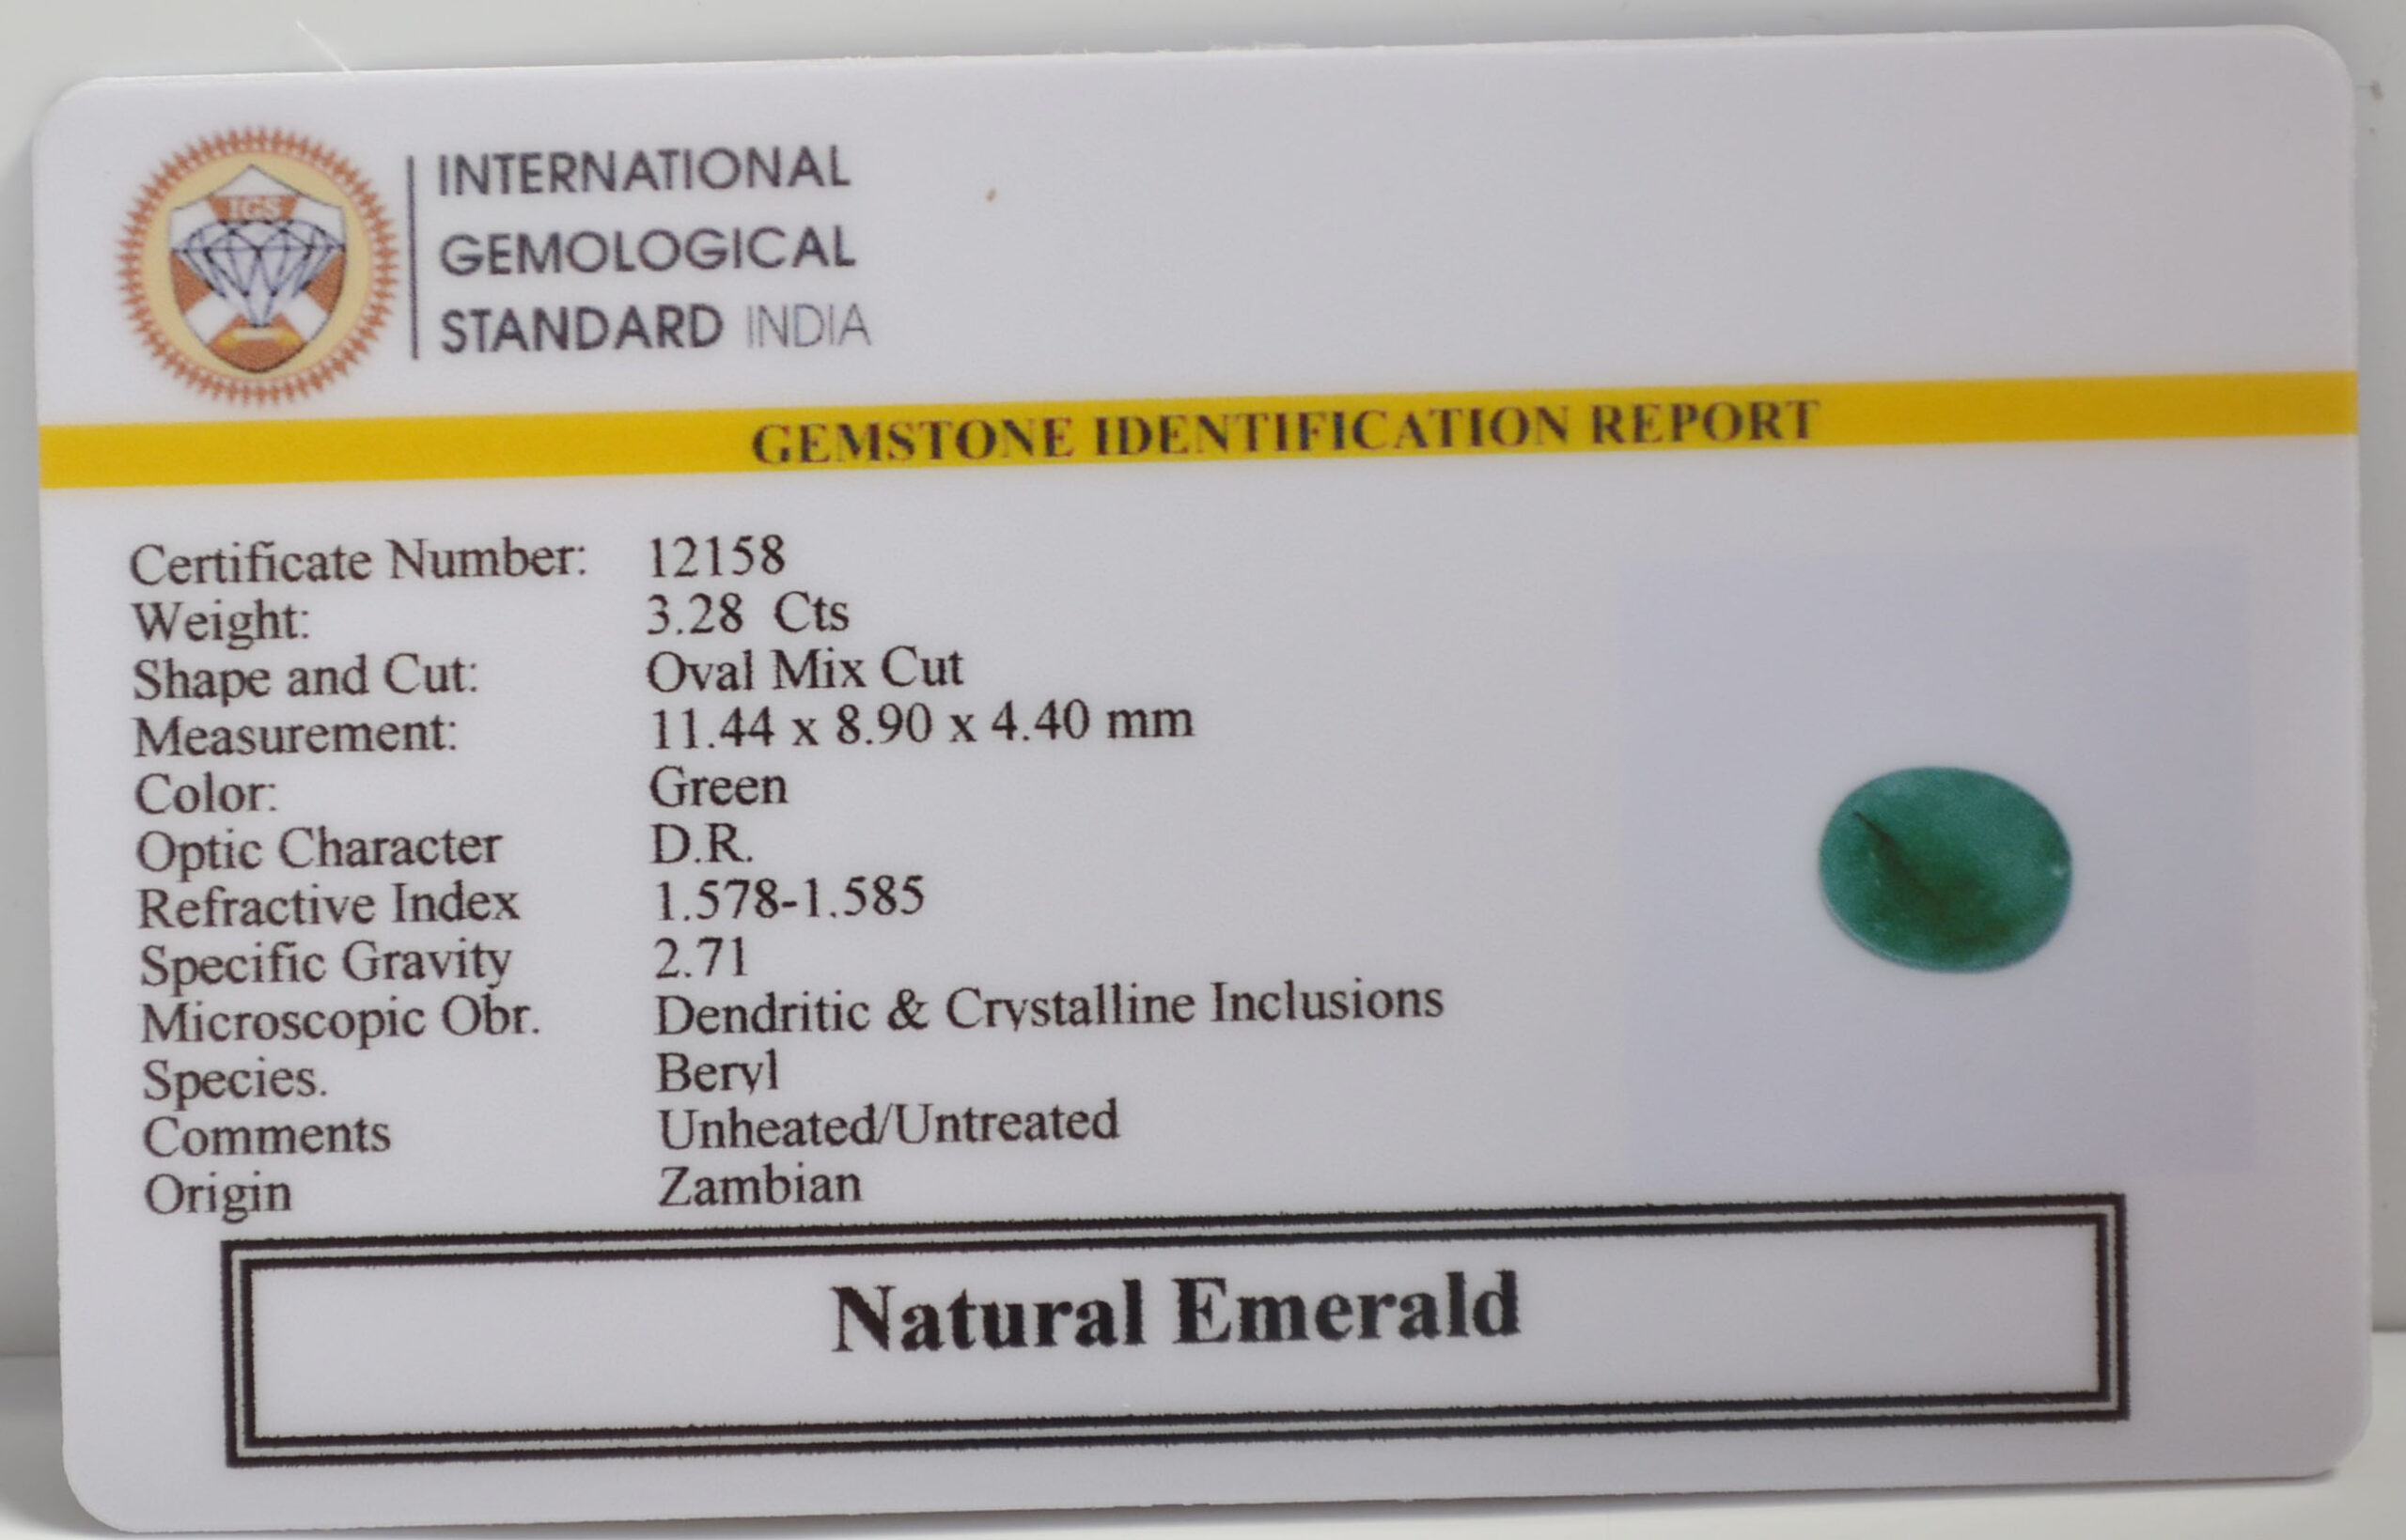 IGS
INTERNATIONAL
GEMOLOGICAL
STANDARD INDIA
GEMSTONE IDENTIFICATION REPORT
Certificate Number: 12158
Weight: 3.28 Cts
Shape and Cut: Oval Mix Cut
Measurement: 11.44 x 8.90 x 4.40 mm
Color: Green
Optic Character D.R.
Refractive Index 1.578-1.585
Specific Gravity 2.71
Microscopic Obr. Dendritic & Crystalline Inclusions
Species. Beryl
Comments Unheated/Untreated
Origin Zambian
Natural Emerald